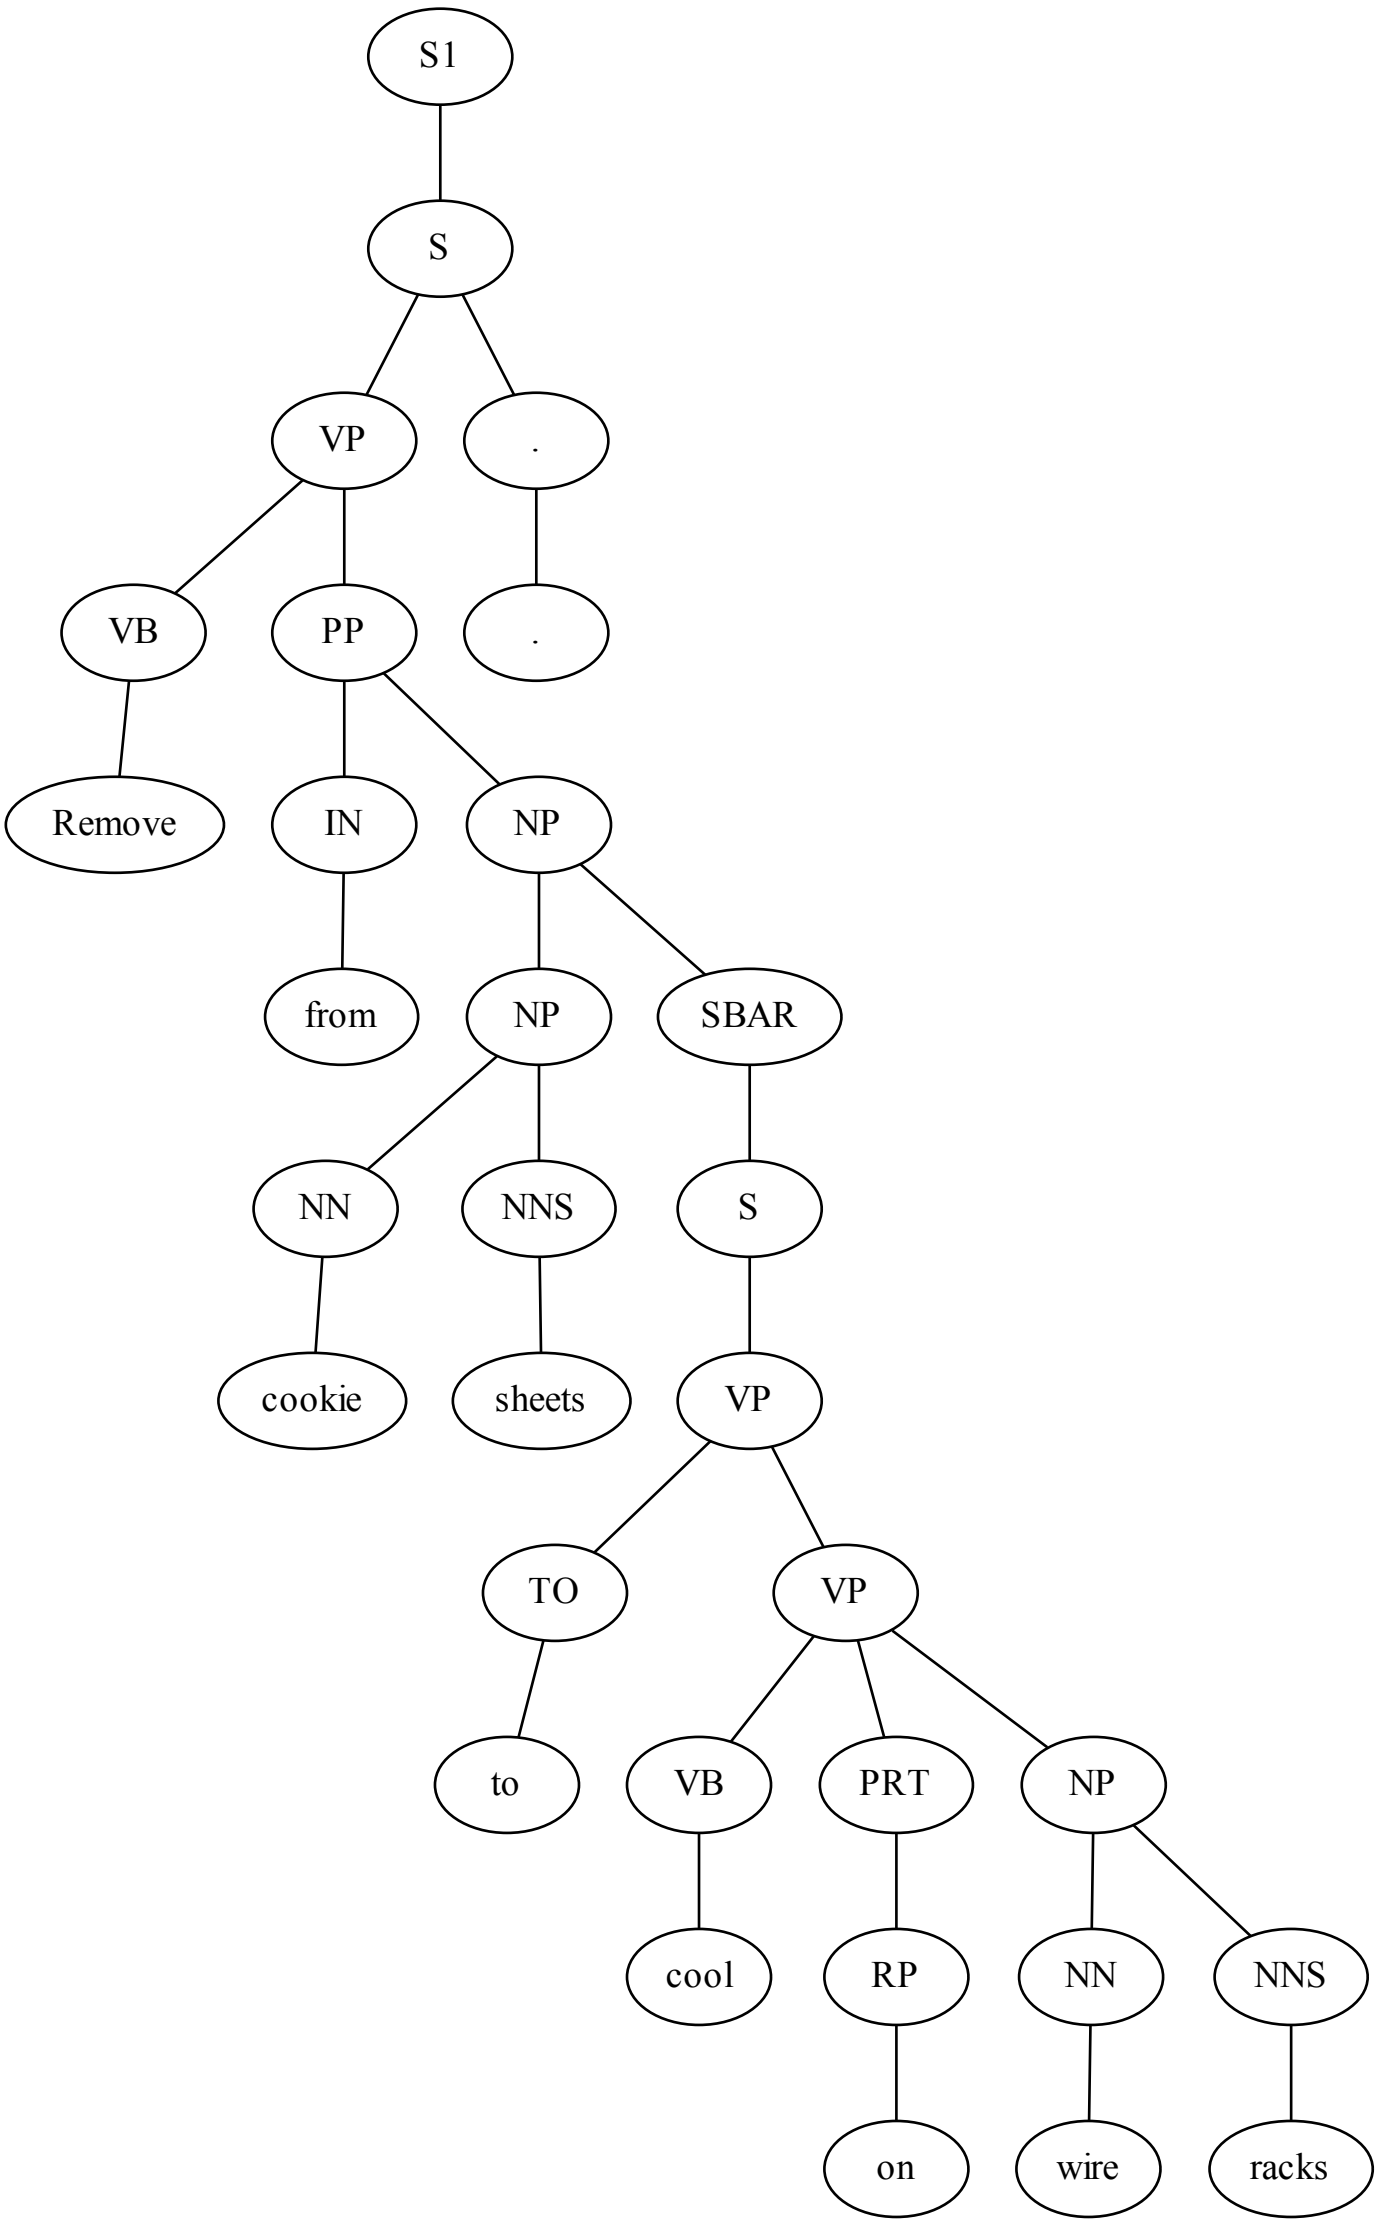 S1
S
VP .
VB PP .
Remove IN NP
from NP SBAR
NN NNS S
cookie sheets VP
TO VP
to VB PRT NP
cool RP NN NNS
on wire racks